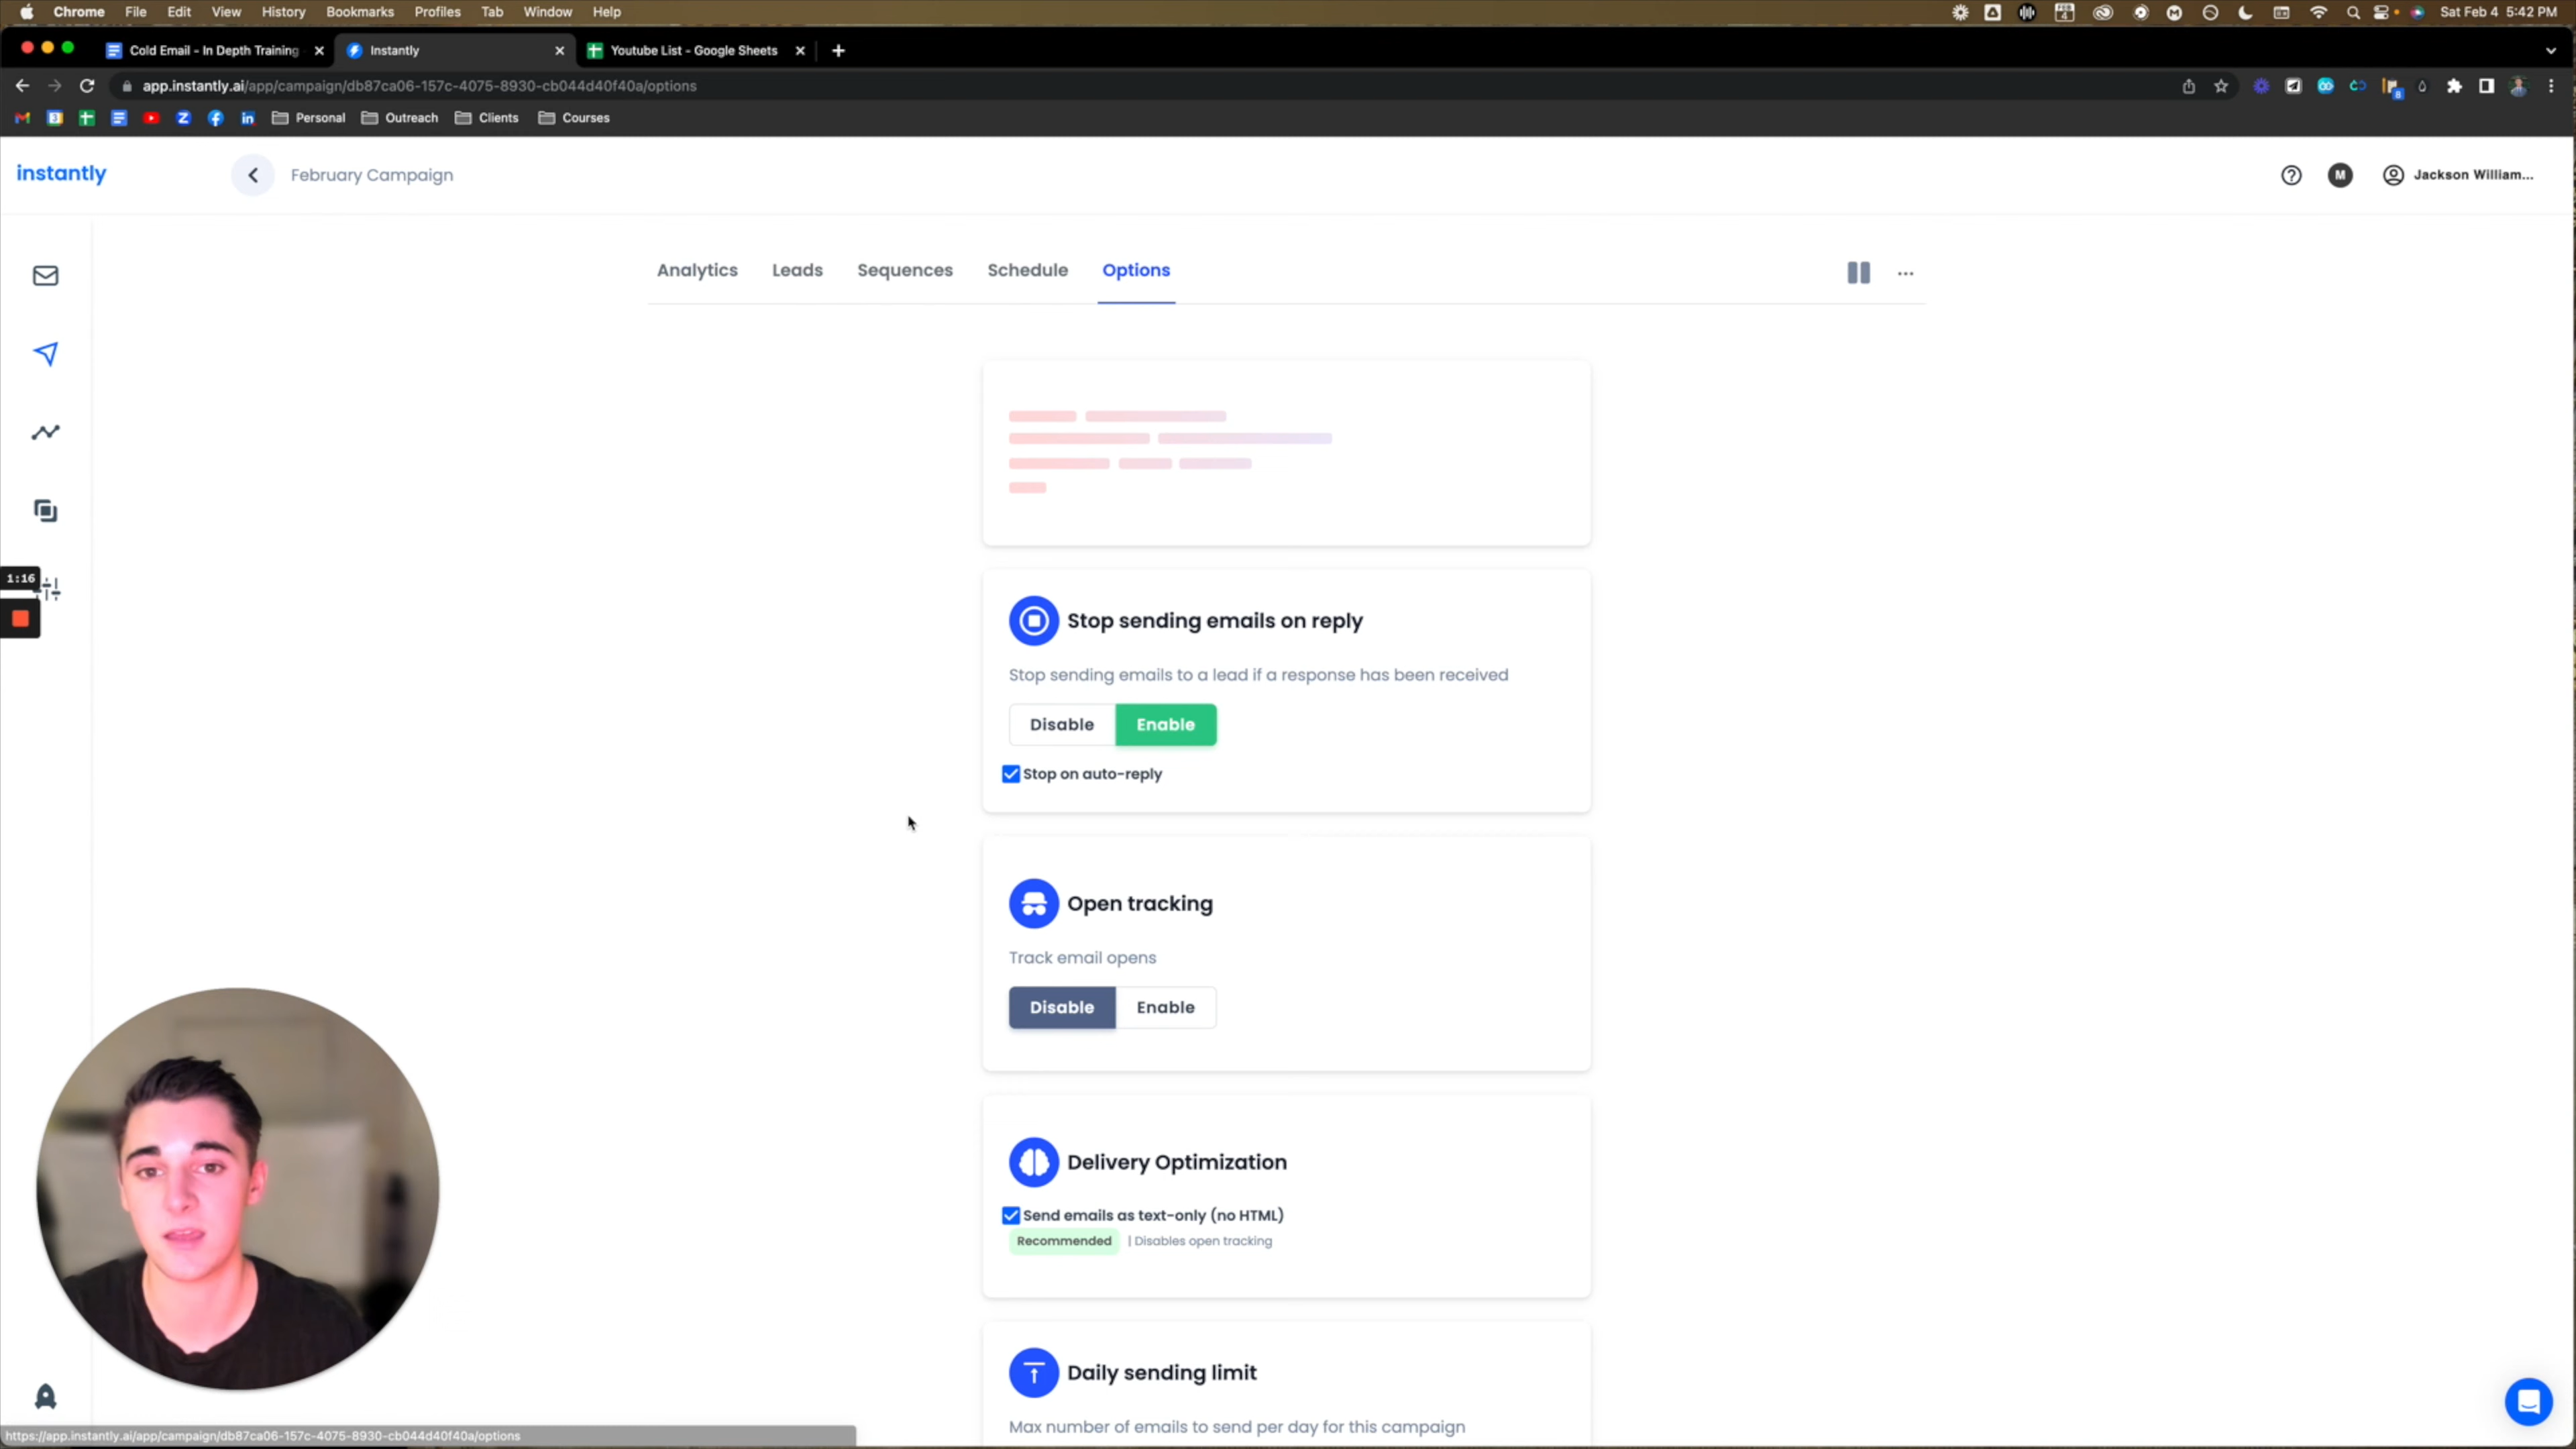 Chrome File Edit View History Bookmarks Profiles Tab Window Help
FEB 4
Sat Feb 4 5:42 PM
Cold Email - In Depth Training
Instantly
Youtube List - Google Sheets
app.instantly.ai/app/campaign/db87ca06-157c-4075-8930-cb044d40f40a/options
8
Personal Outreach Clients Courses
instantly
February Campaign
M
Jackson William...
Analytics Leads Sequences Schedule Options
1:16
Stop sending emails on reply
Stop sending emails to a lead if a response has been received
Disable Enable
Stop on auto-reply
Open tracking
Track email opens
Disable Enable
Delivery Optimization
Send emails as text-only (no HTML)
Recommended | Disables open tracking
Daily sending limit
Max number of emails to send per day for this campaign
https://app.instantly.ai/app/campaign/db87ca06-157c-4075-8930-cb044d40f40a/options